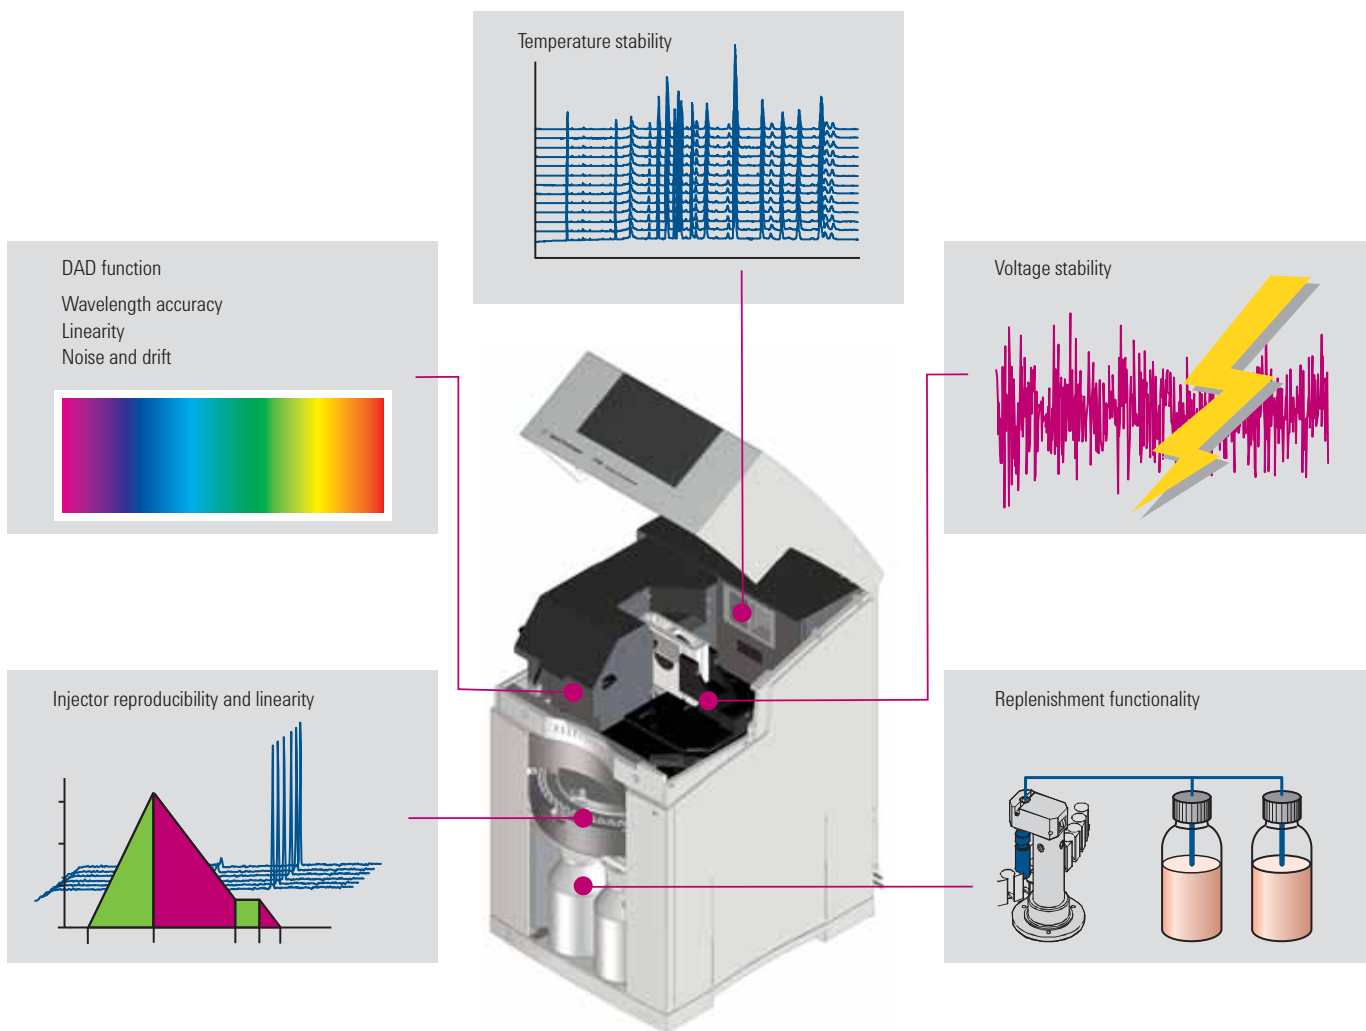 Temperature stability
DAD function
Wavelength accuracy
Linearity
Noise and drift
Voltage stability
Injector reproducibility and linearity
Replenishment functionality